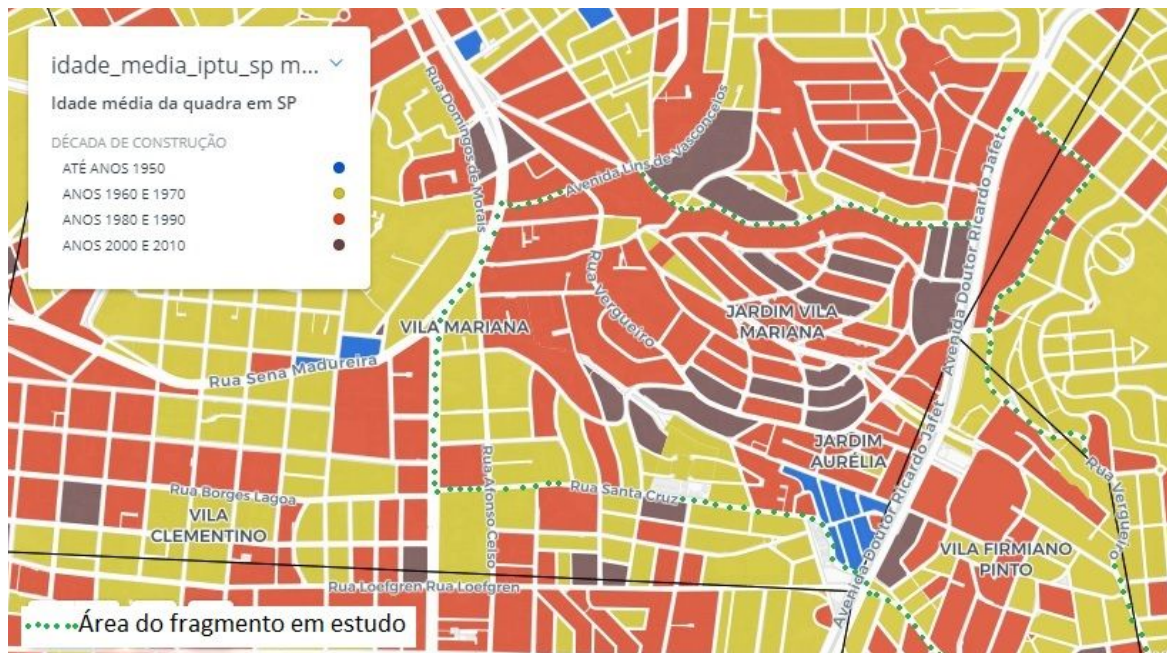 idade_media_iptu_sp m...
Idade média da quadra em SP
DÉCADA DE CONSTRUÇÃO
ATÉ ANOS 1950
ANOS 1960 E 1970
ANOS 1980 E 1990
ANOS 2000 E 2010
Rua Domingos de Morais
Avenida Lins de Vasconcelos
Avenida Doutor Ricardo Jafet
Rua Vergueiro
VILA MARIANA
JARDIM VILA
MARIANA
Rua Sena Madureira
JARDIM
AURÉLIA
Avenida Doutor Ricardo Jafet
Rua Afonso Celso
Rua Santa Cruz
Rua Borges Lagoa
Rua Vergueiro
VILA
CLEMENTINO
VILA FIRMIANO
PINTO
Rua Loefgren Rua Loefgren
Área do fragmento em estudo